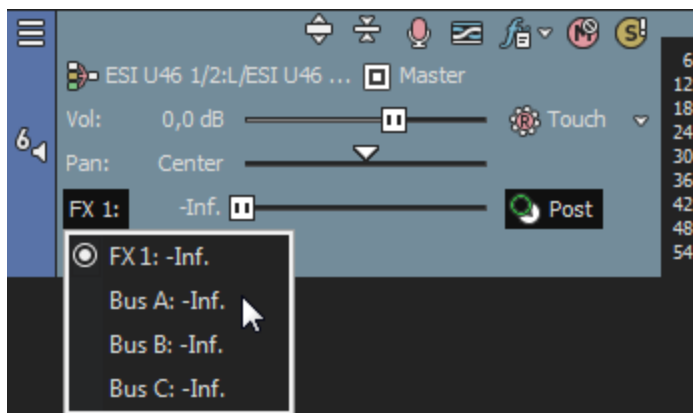 ESI U46 1/2:L/ESI U46 ... Master
6
Vol: 0,0 dB R Touch
Pan: Center
FX 1: -Inf. Post
FX 1: -Inf.
Bus A: -Inf.
Bus B: -Inf.
Bus C: -Inf.
M
S!
6
12
18
24
30
36
42
48
54